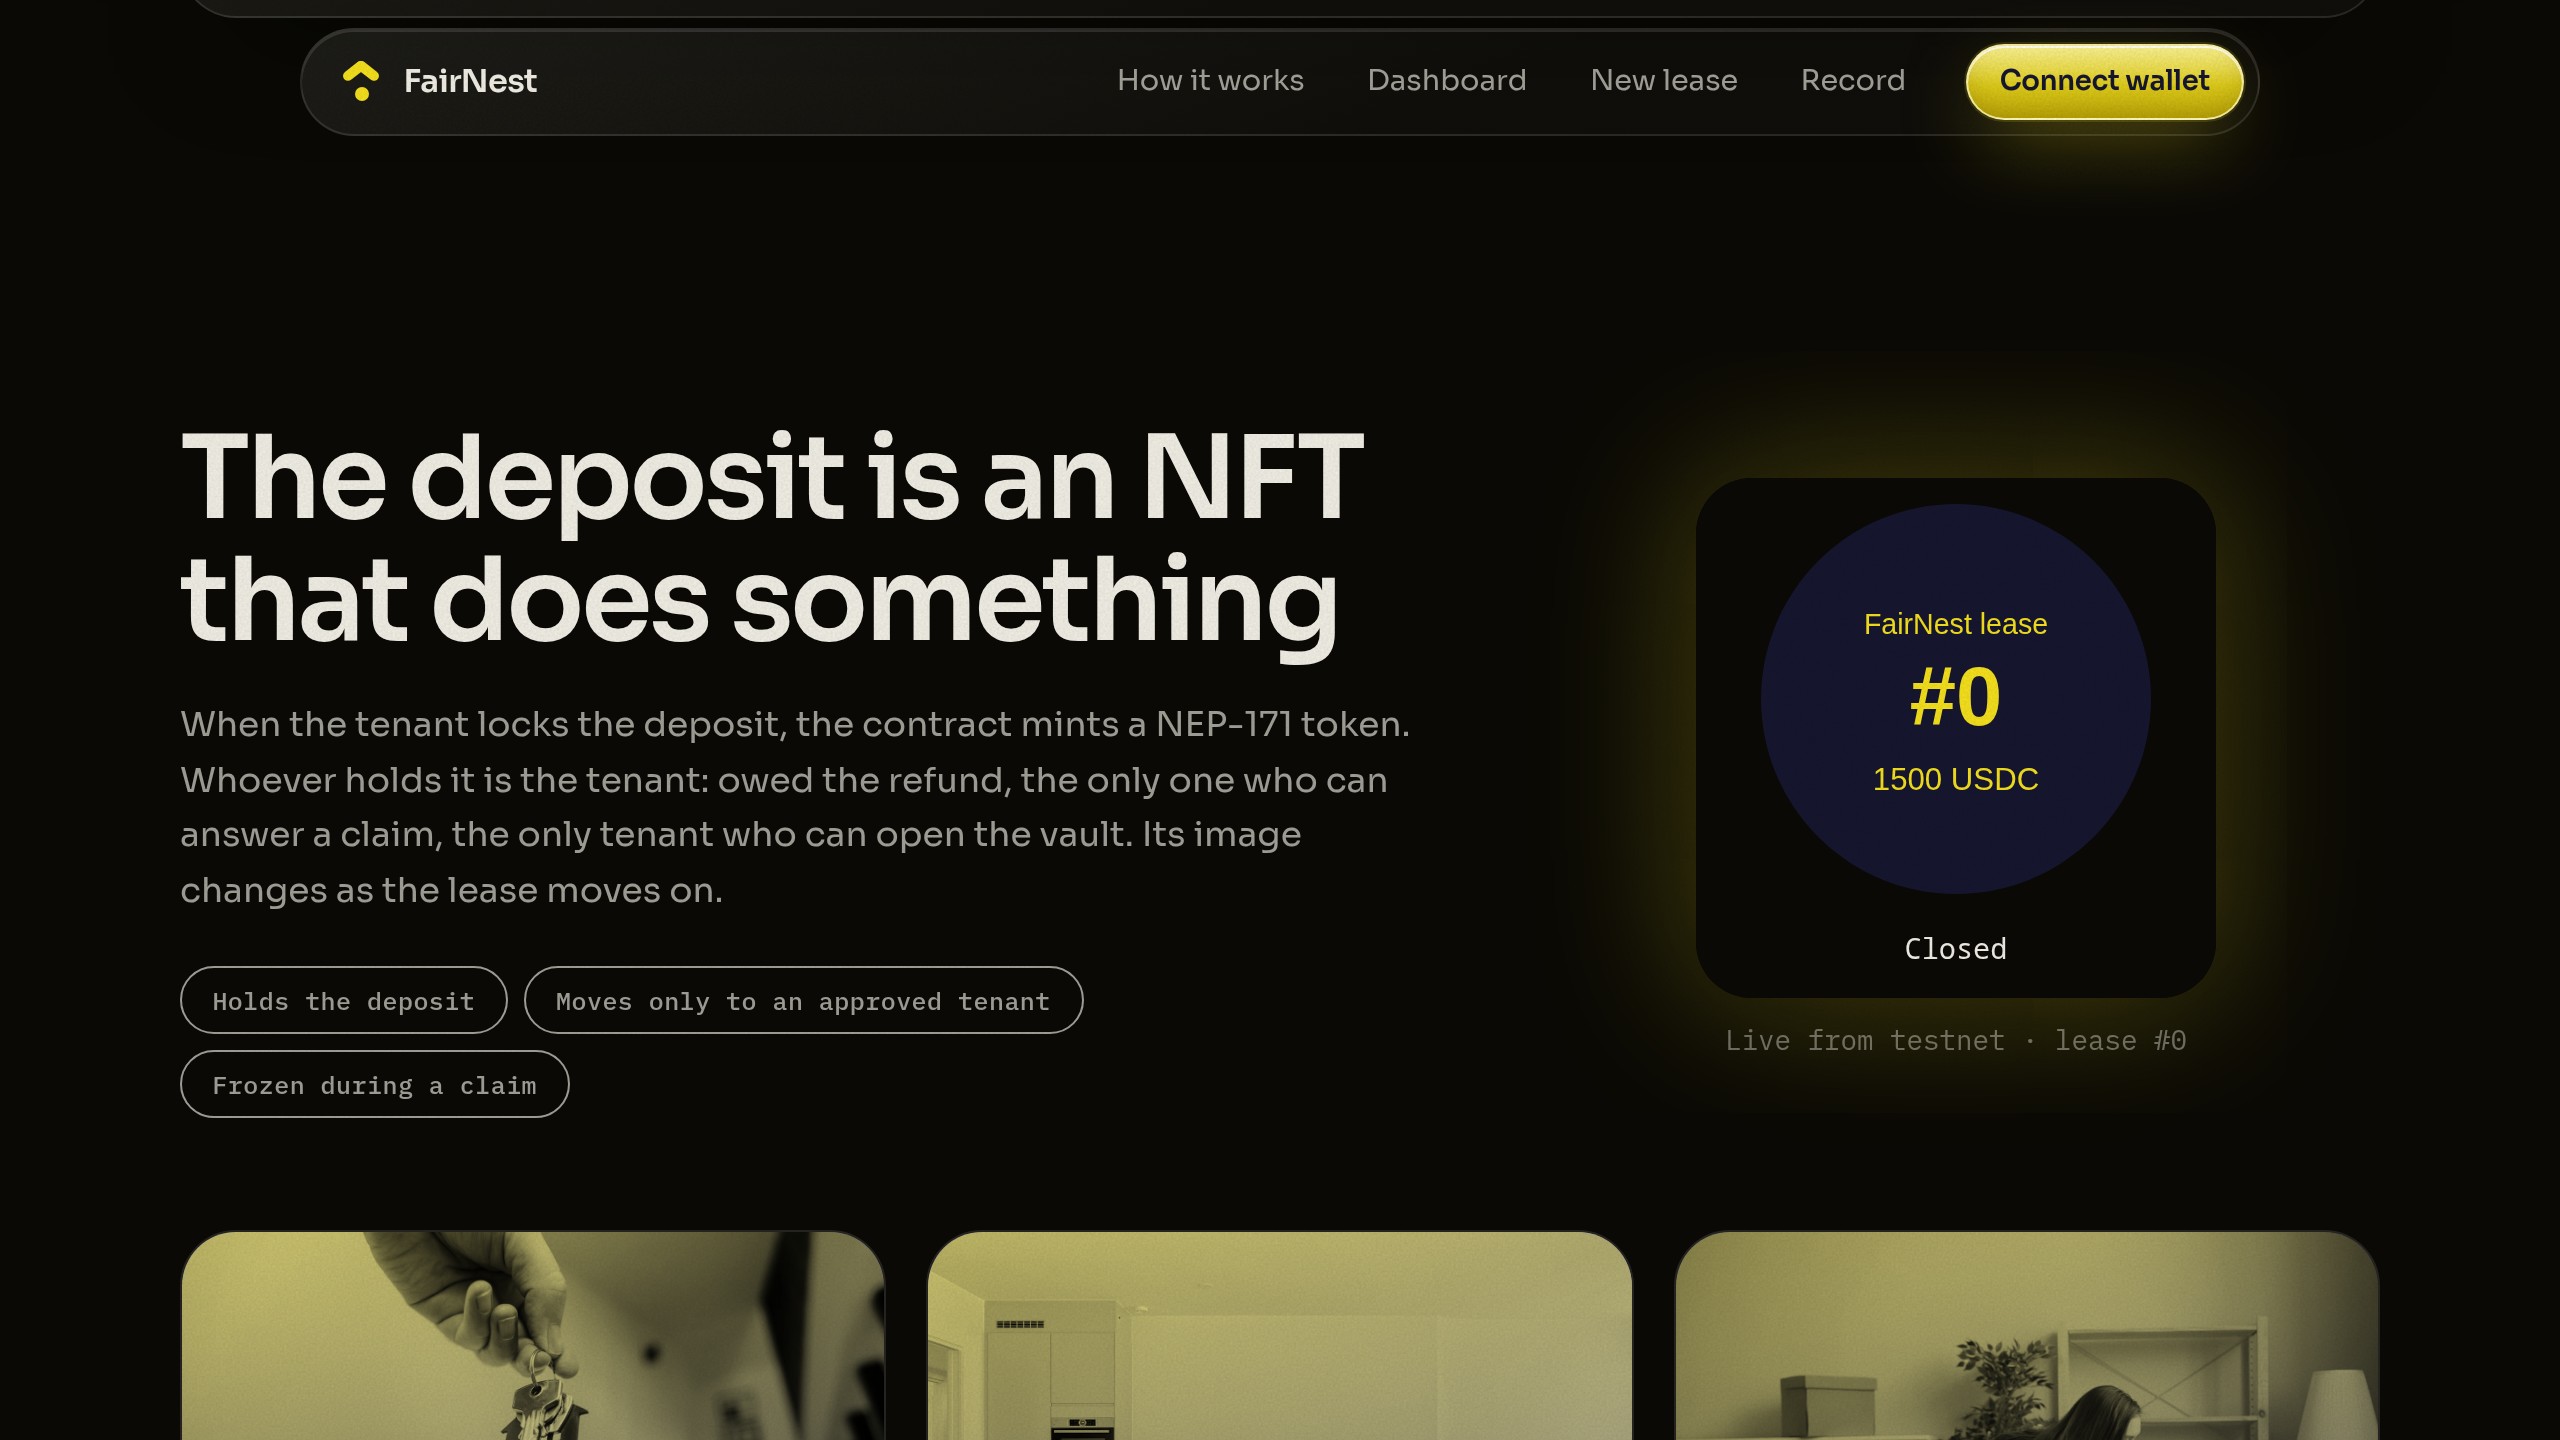 FairNest
How it works
Dashboard
New lease
Record
Connect wallet
The deposit is an NFT
that does something
When the tenant locks the deposit, the contract mints a NEP-171 token.
Whoever holds it is the tenant: owed the refund, the only one who can
answer a claim, the only tenant who can open the vault. Its image
changes as the lease moves on.
Holds the deposit
Moves only to an approved tenant
Frozen during a claim
FairNest lease
#0
1500 USDC
Closed
Live from testnet · lease #0